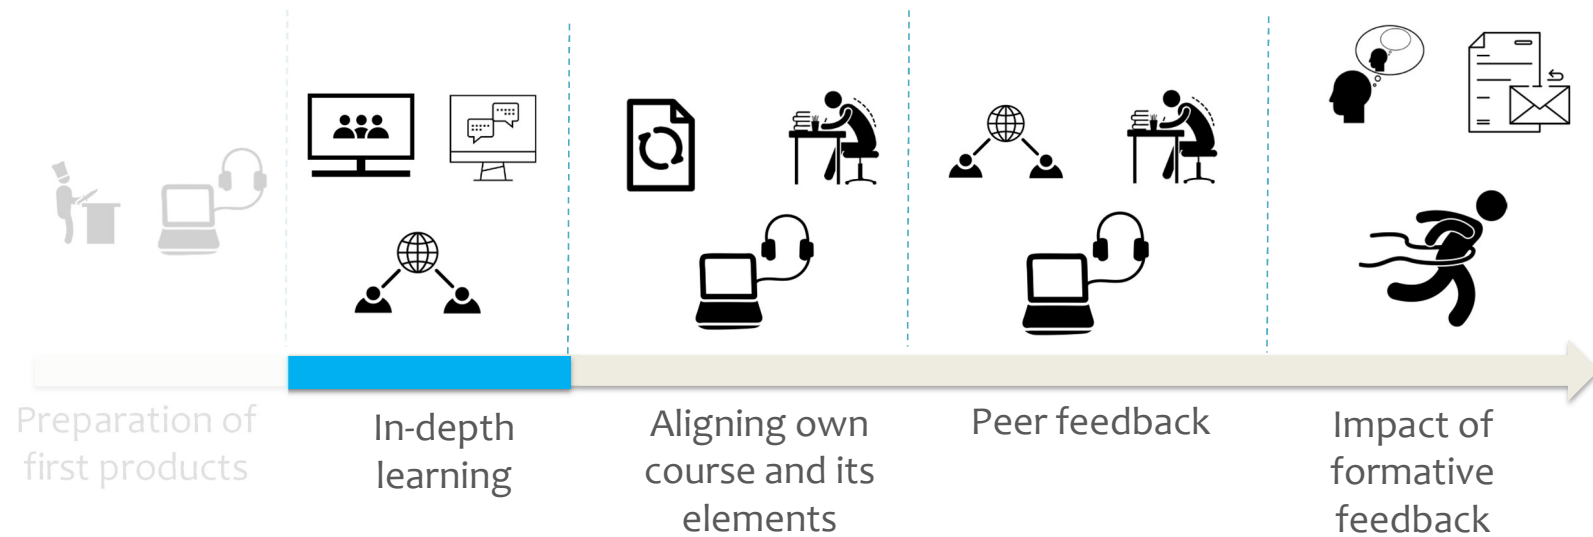 Preparation of
first products
In-depth
learning
Aligning own
course and its
elements
Peer feedback
Impact of
formative
feedback